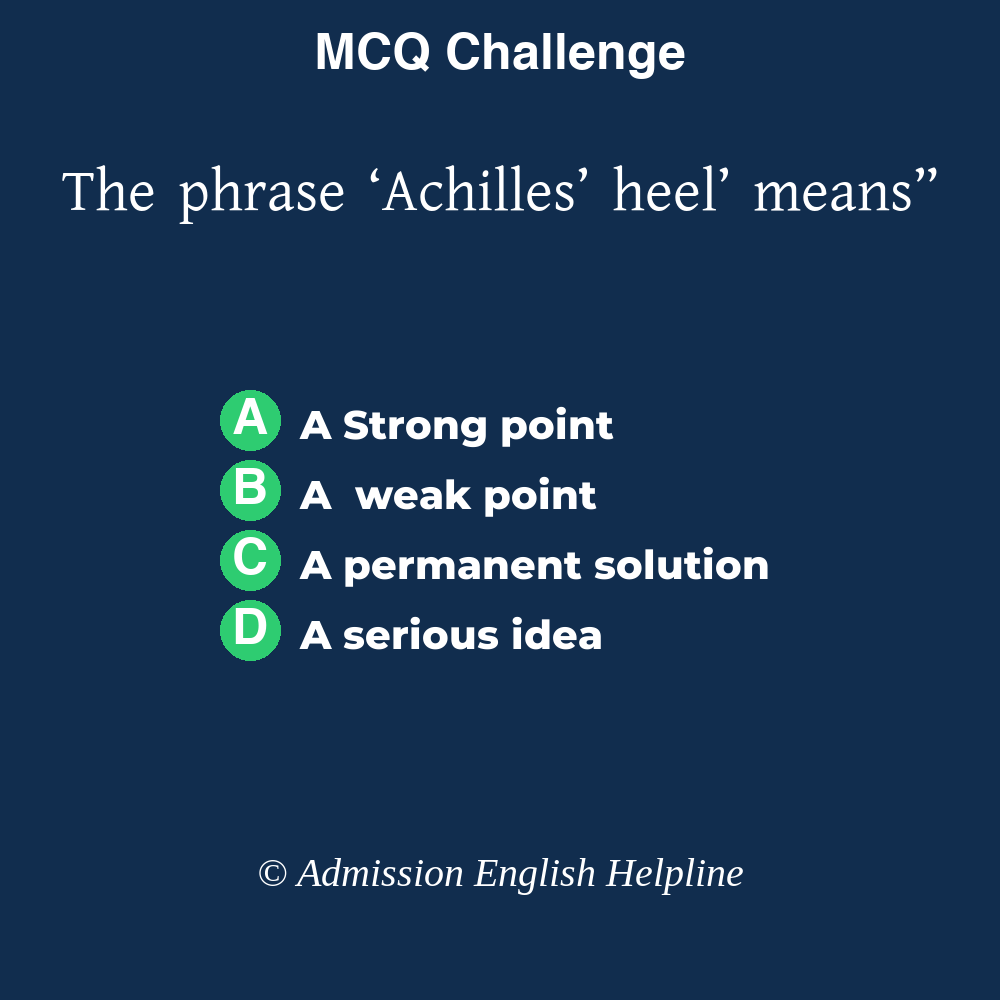 MCQ Challenge
The phrase ‘Achilles’ heel’ means”
A A Strong point
B A  weak point
C A permanent solution
D A serious idea
© Admission English Helpline